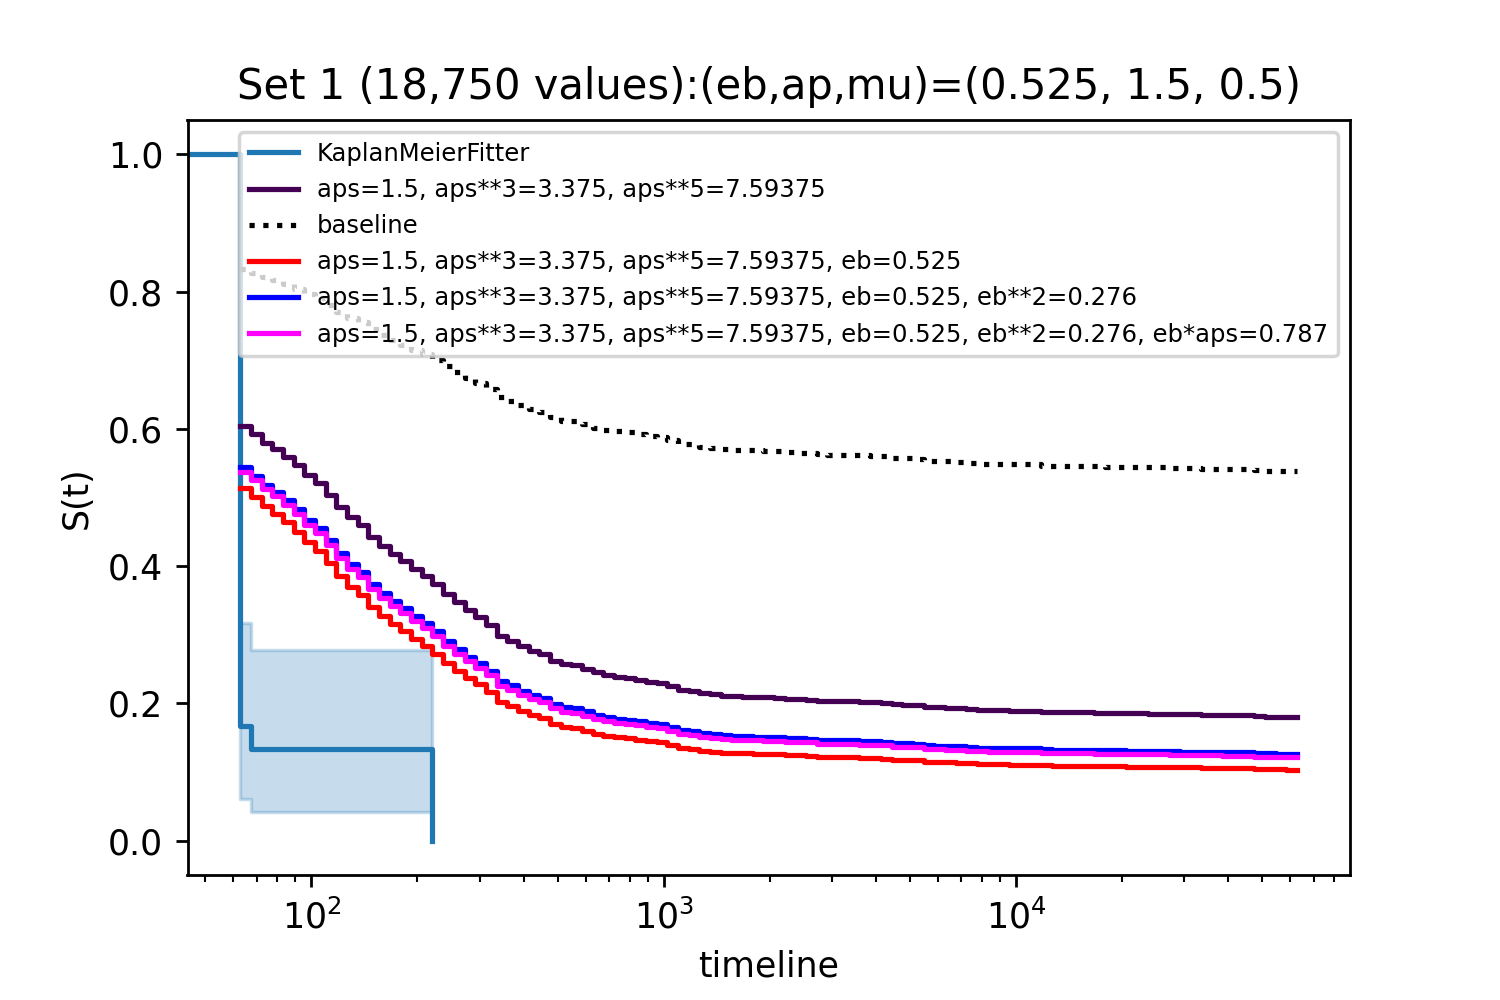 Set 1 (18,750 values):(eb,ap,mu)=(0.525, 1.5, 0.5)
KaplanMeierFitter
aps=1.5, aps**3=3.375, aps**5=7.59375
baseline
aps=1.5, aps**3=3.375, aps**5=7.59375, eb=0.525
aps=1.5, aps**3=3.375, aps**5=7.59375, eb=0.525, eb**2=0.276
aps=1.5, aps**3=3.375, aps**5=7.59375, eb=0.525, eb**2=0.276, eb*aps=0.787
1.0
0.8
0.6
0.4
0.2
0.0
S(t)
10² 10³ 10⁴
timeline